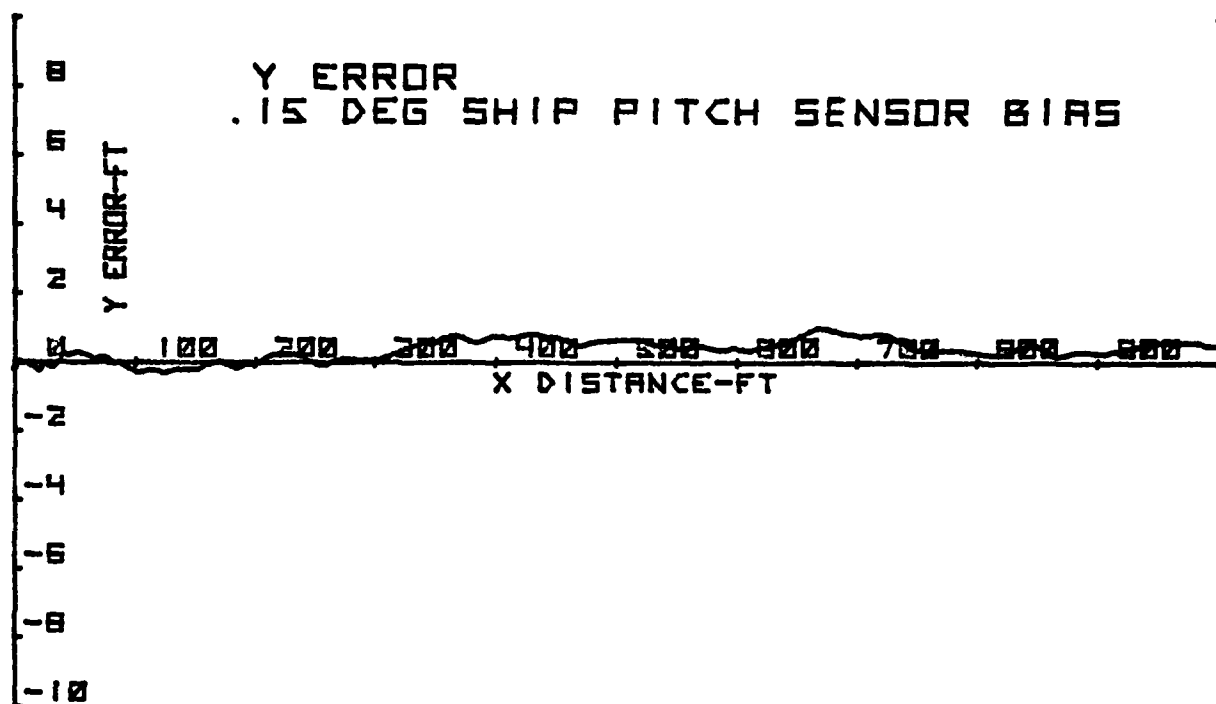 Y ERROR
.15 DEG SHIP PITCH SENSOR BIAS
8
6
4
2
Y ERROR-FT
0 100 200 300 400 500 600 700 800 900
X DISTANCE-FT
-2
-4
-6
-8
-10